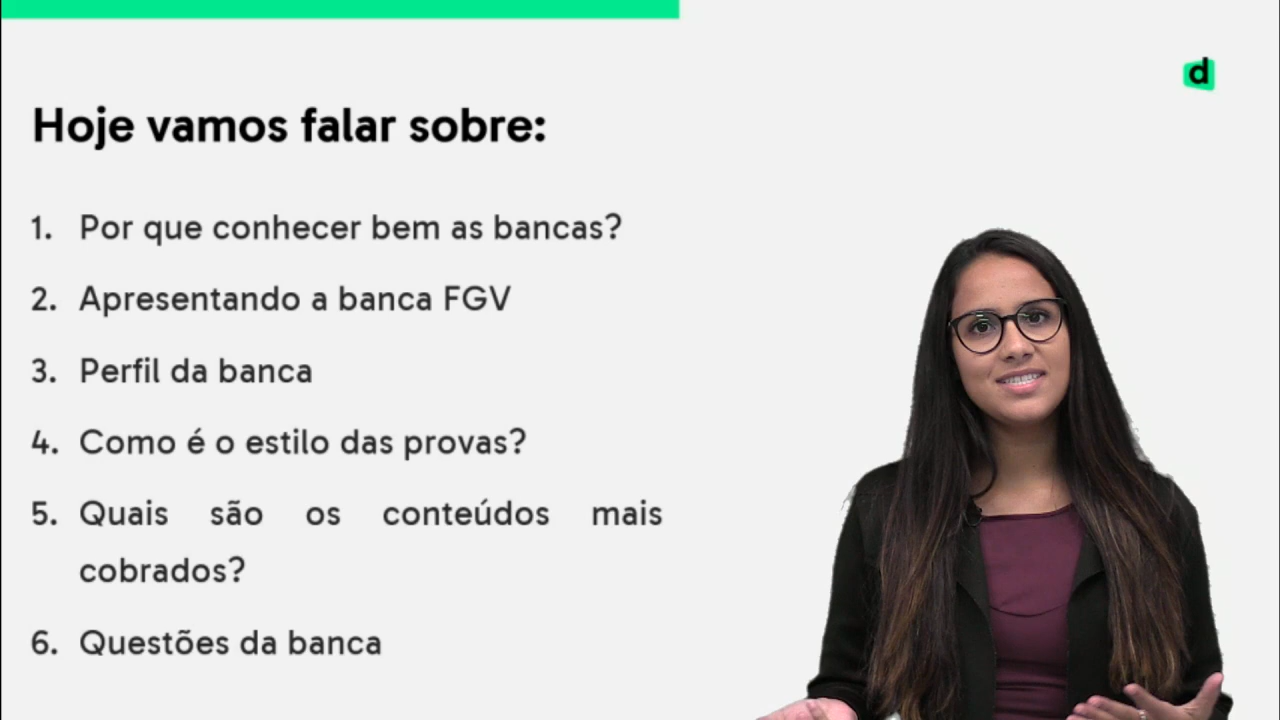 d
Hoje vamos falar sobre:
1. Por que conhecer bem as bancas?
2. Apresentando a banca FGV
3. Perfil da banca
4. Como é o estilo das provas?
5. Quais são os conteúdos mais
cobrados?
6. Questões da banca